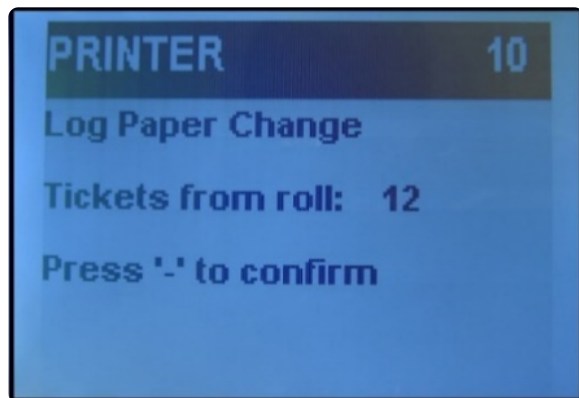 PRINTER 10
Log Paper Change
Tickets from roll: 12
Press '-' to confirm